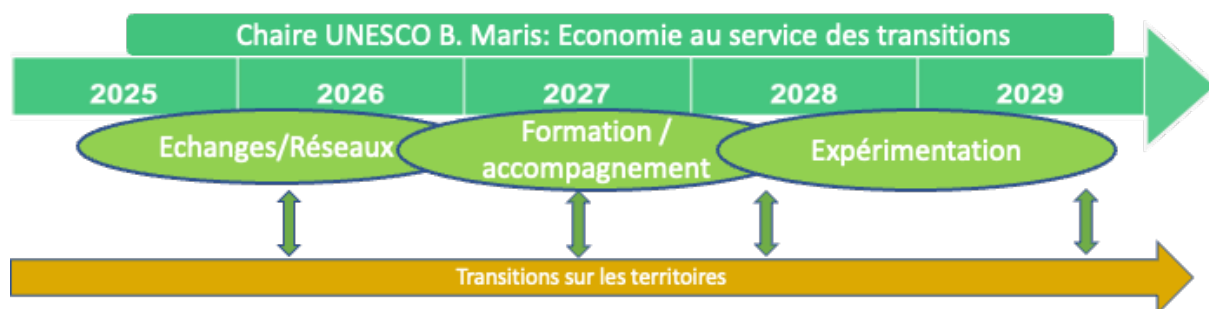 Chaire UNESCO B. Maris: Economie au service des transitions
2025 2026 2027 2028 2029
Echanges/Réseaux
Formation /
accompagnement
Expérimentation
Transitions sur les territoires